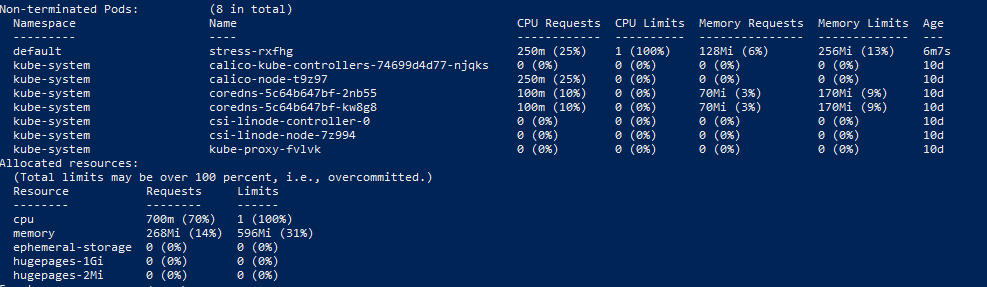 Non-terminated Pods: (8 in total)
Namespace Name CPU Requests CPU Limits Memory Requests Memory Limits Age
--------- ---- ------------ ---------- --------------- ------------- ---
default stress-rxfhg 250m (25%) 1 (100%) 128Mi (6%) 256Mi (13%) 6m7s
kube-system calico-kube-controllers-74699d4d77-njqks 0 (0%) 0 (0%) 0 (0%) 0 (0%) 10d
kube-system calico-node-t9z97 250m (25%) 0 (0%) 0 (0%) 0 (0%) 10d
kube-system coredns-5c64b647bf-2nb55 100m (10%) 0 (0%) 70Mi (3%) 170Mi (9%) 10d
kube-system coredns-5c64b647bf-kw8g8 100m (10%) 0 (0%) 70Mi (3%) 170Mi (9%) 10d
kube-system csi-linode-controller-0 0 (0%) 0 (0%) 0 (0%) 0 (0%) 10d
kube-system csi-linode-node-7z994 0 (0%) 0 (0%) 0 (0%) 0 (0%) 10d
kube-system kube-proxy-fvlvk 0 (0%) 0 (0%) 0 (0%) 0 (0%) 10d
Allocated resources:
(Total limits may be over 100 percent, i.e., overcommitted.)
Resource Requests Limits
-------- -------- ------
cpu 700m (70%) 1 (100%)
memory 268Mi (14%) 596Mi (31%)
ephemeral-storage 0 (0%) 0 (0%)
hugepages-1Gi 0 (0%) 0 (0%)
hugepages-2Mi 0 (0%) 0 (0%)